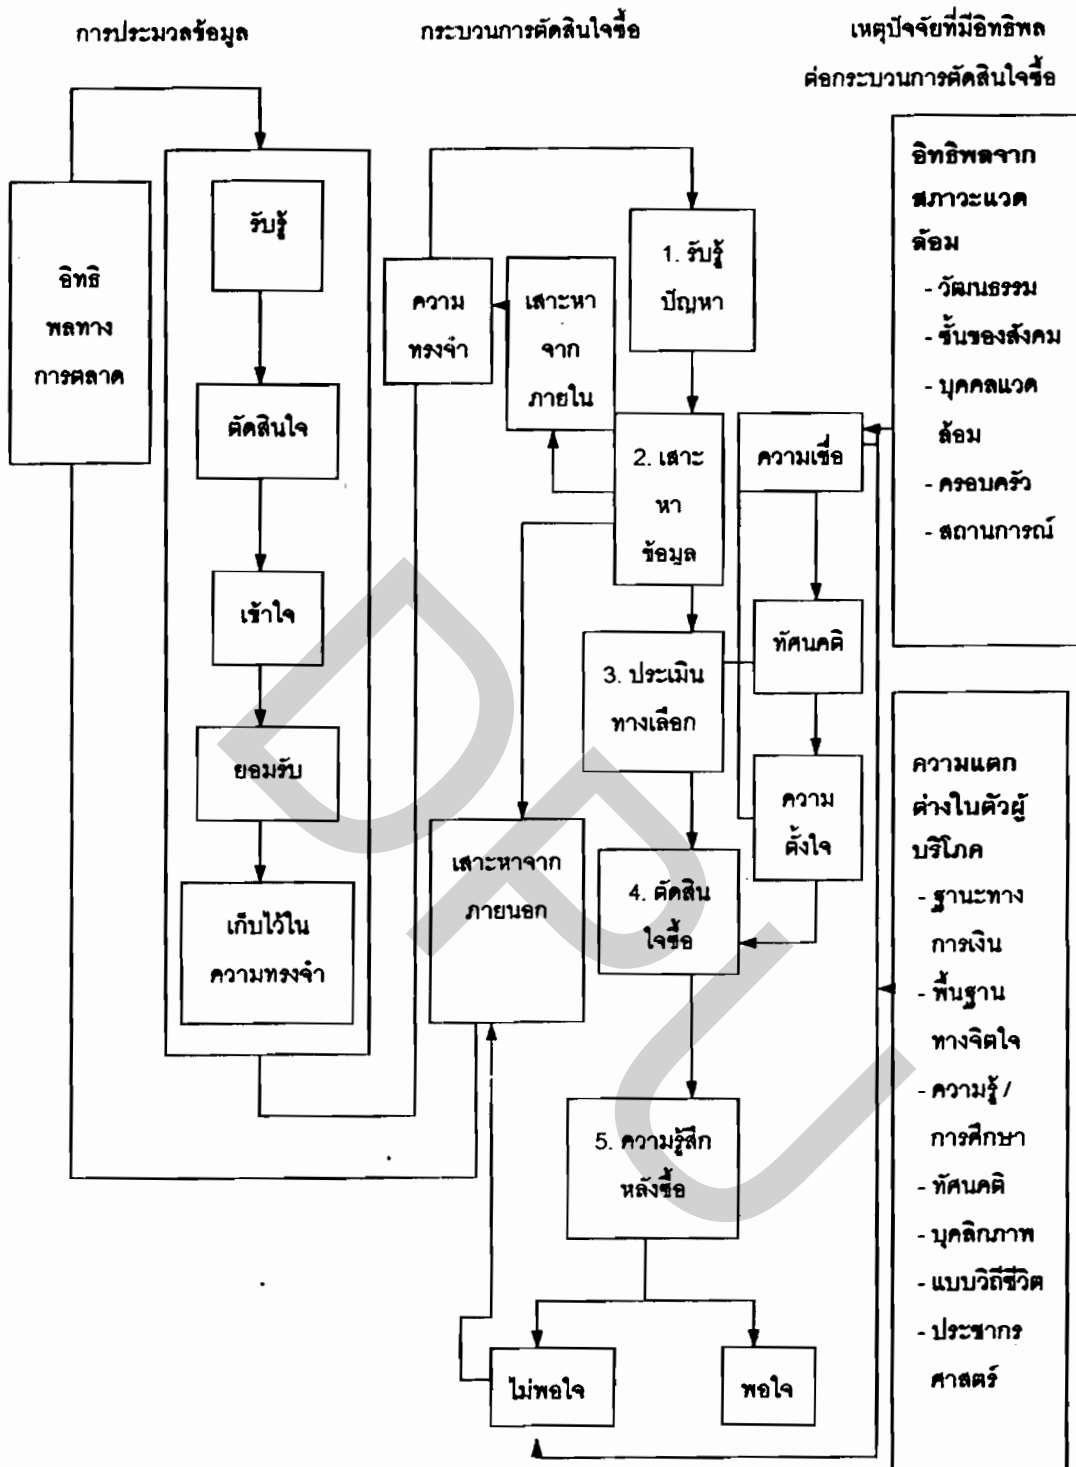 การประมวลข้อมูล
กระบวนการตัดสินใจซื้อ
เหตุปัจจัยที่มีอิทธิพล
ต่อกระบวนการตัดสินใจซื้อ
อิทธิ
พลทาง
การตลาด
รับรู้
ตัดสินใจ
เข้าใจ
ยอมรับ
เก็บไว้ใน
ความทรงจำ
ความ
ทรงจำ
เสาะหา
จาก
ภายใน
เสาะหาจาก
ภายนอก
1. รับรู้
ปัญหา
2. เสาะ
หา
ข้อมูล
3. ประเมิน
ทางเลือก
4. ตัดสิน
ใจซื้อ
5. ความรู้สึก
หลังซื้อ
ไม่พอใจ
พอใจ
ความเชื่อ
ทัศนคติ
ความ
ตั้งใจ
อิทธิพลจาก
สภาวะแวด
ล้อม
- วัฒนธรรม
- ชั้นของสังคม
- บุคคลแวด
ล้อม
- ครอบครัว
- สถานการณ์
ความแตก
ต่างในตัวผู้
บริโภค
- ฐานะทาง
การเงิน
- พื้นฐาน
ทางจิตใจ
- ความรู้ /
การศึกษา
- ทัศนคติ
- บุคลิกภาพ
- แบบวิถีชีวิต
- ประชากร
ศาสตร์
DPU